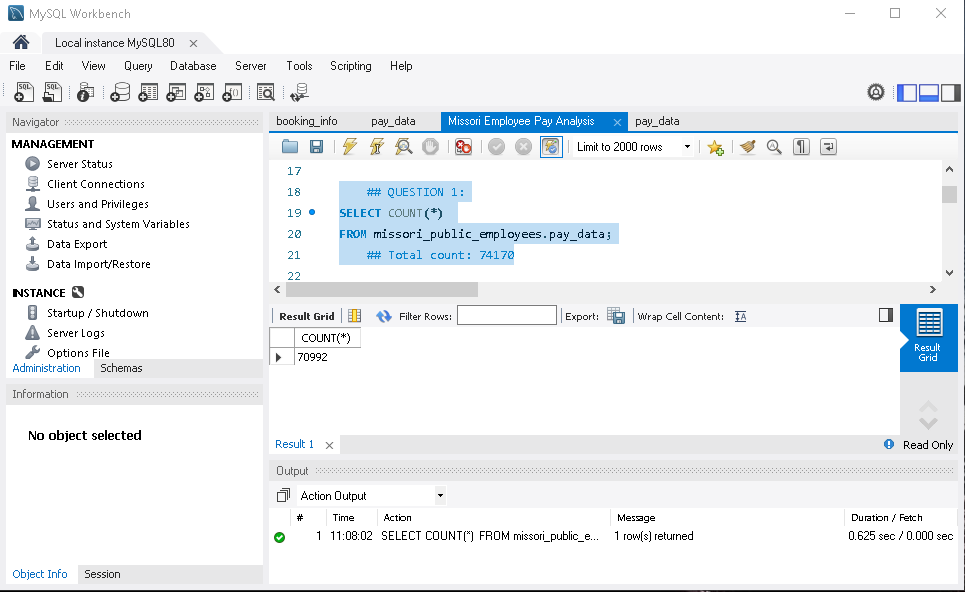 MySQL Workbench
Local instance MySQL80
File Edit View Query Database Server Tools Scripting Help
SQL SQL
Navigator
MANAGEMENT
Server Status
Client Connections
Users and Privileges
Status and System Variables
Data Export
Data Import/Restore
INSTANCE
Startup / Shutdown
Server Logs
Options File
Administration Schemas
Information
No object selected
Object Info Session
booking_info pay_data Missori Employee Pay Analysis pay_data
Limit to 2000 rows
17
18 ## QUESTION 1:
19 SELECT COUNT(*)
20 FROM missori_public_employees.pay_data;
21 ## Total count: 74170
22
Result Grid Filter Rows: Export: Wrap Cell Content: IA
COUNT(*)
70992
Result Grid
Result 1
Read Only
Output
Action Output
# Time Action Message Duration / Fetch
1 11:08:02 SELECT COUNT(*) FROM missori_public_e... 1 row(s) returned 0.625 sec / 0.000 sec